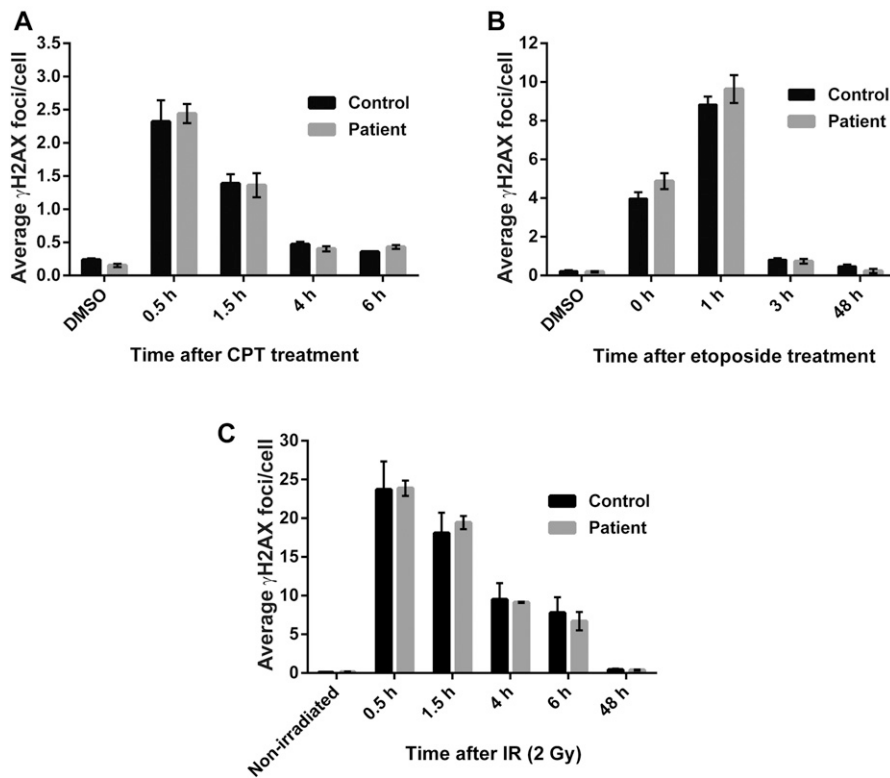 A
Average γH2AX foci/cell
3.5
3.0
2.5
2.0
1.5
1.0
0.5
0.0
Control
Patient
DMSO
0.5 h
1.5 h
4 h
6 h
Time after CPT treatment
B
Average γH2AX foci/cell
12
10
8
6
4
2
0
Control
Patient
DMSO
0 h
1 h
3 h
48 h
Time after etoposide treatment
C
Average γH2AX foci/cell
30
25
20
15
10
5
0
Control
Patient
Non-irradiated
0.5 h
1.5 h
4 h
6 h
48 h
Time after IR (2 Gy)